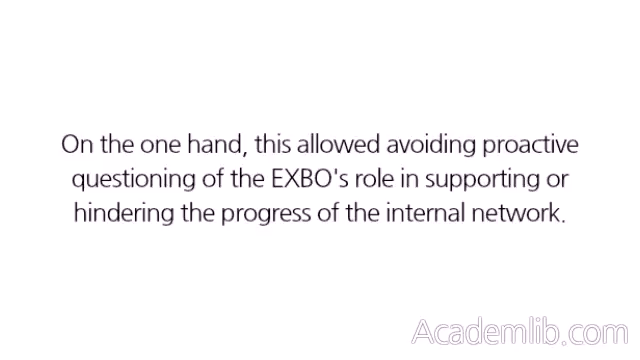 On the one hand, this allowed avoiding proactive
questioning of the EXBO's role in supporting or
hindering the progress of the internal network.
Academlib.com